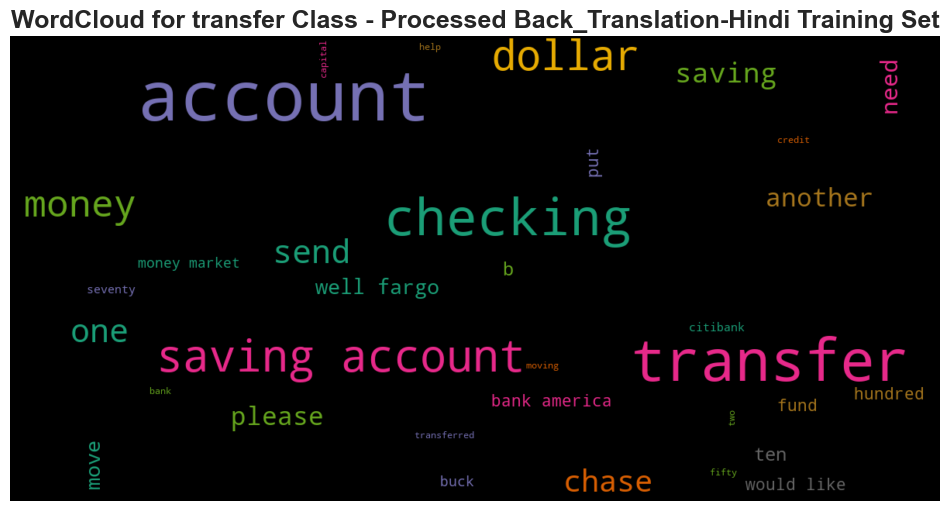 WordCloud for transfer Class - Processed Back_Translation-Hindi Training Set
capital
help
dollar
account
saving
need
credit
put
money
another
checking
send
money market
b
well fargo
seventy
one
citibank
saving account
transfer
moving
bank
bank america
hundred
fund
please
two
transferred
move
ten
fifty
buck
chase
would like